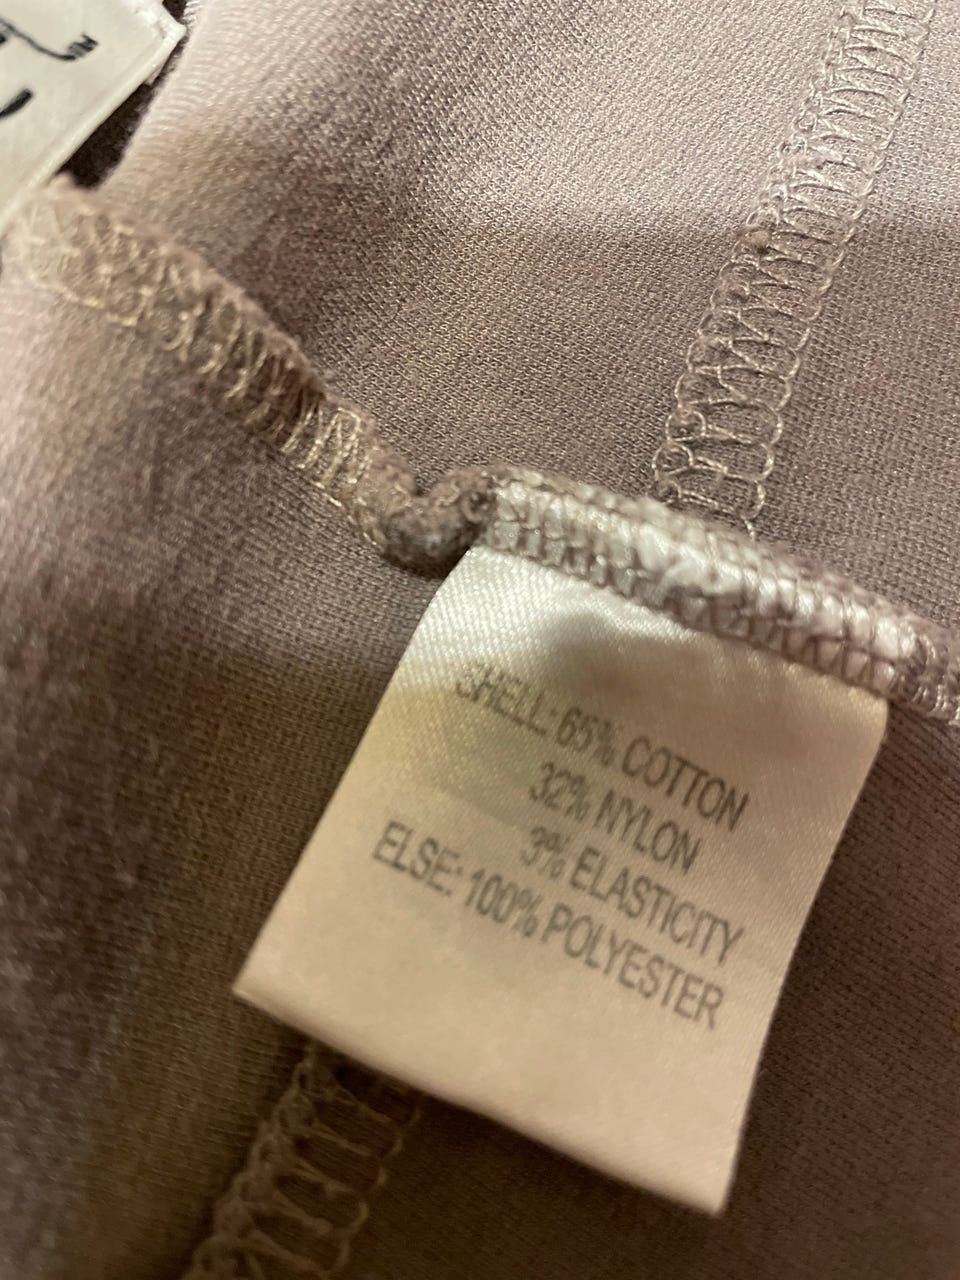 SHELL: 65% COTTON
32% NYLON
3% ELASTICITY
ELSE: 100% POLYESTER